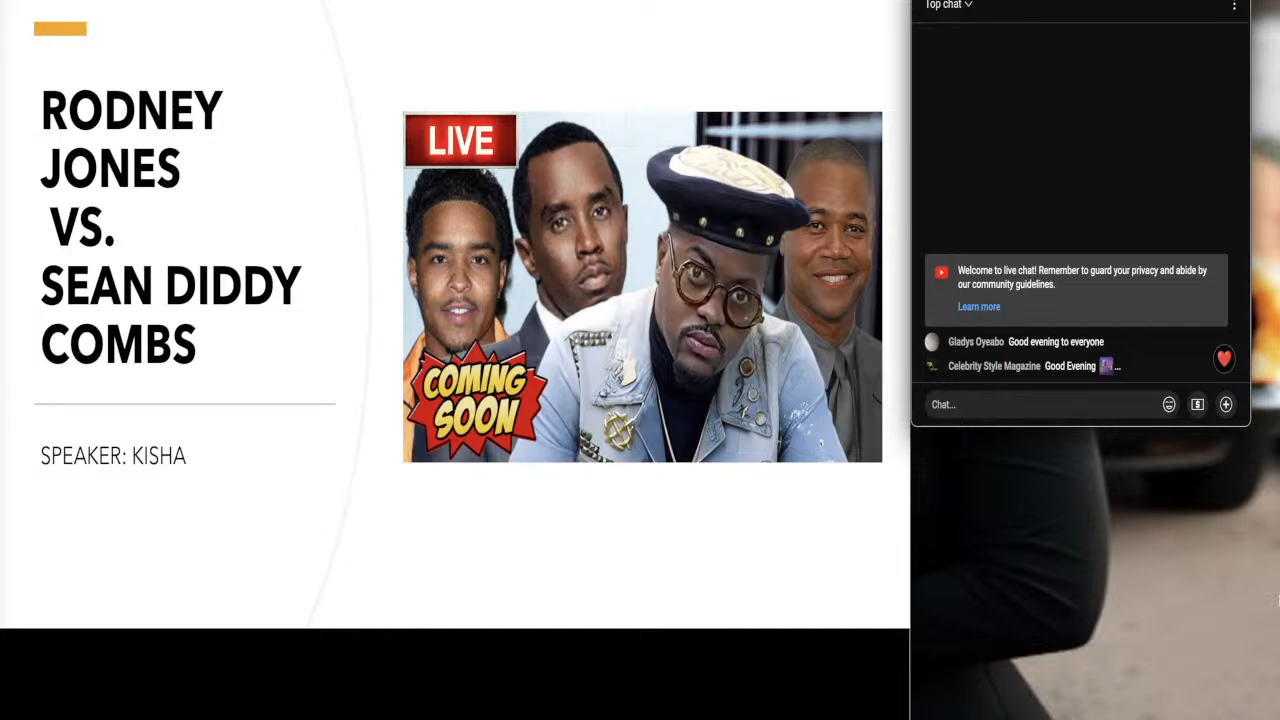 RODNEY
JONES
VS.
SEAN DIDDY
COMBS
SPEAKER: KISHA
LIVE
COMING
SOON
Top chat
Welcome to live chat! Remember to guard your privacy and abide by
our community guidelines.
Learn more
Gladys Oyeabo Good evening to everyone
Celebrity Style Magazine Good Evening ...
Chat...